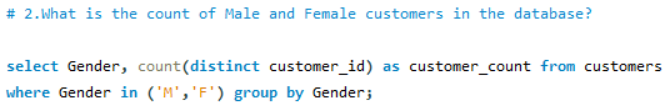 # 2.What is the count of Male and Female customers in the database?
select Gender, count(distinct customer_id) as customer_count from customers
where Gender in ('M','F') group by Gender;